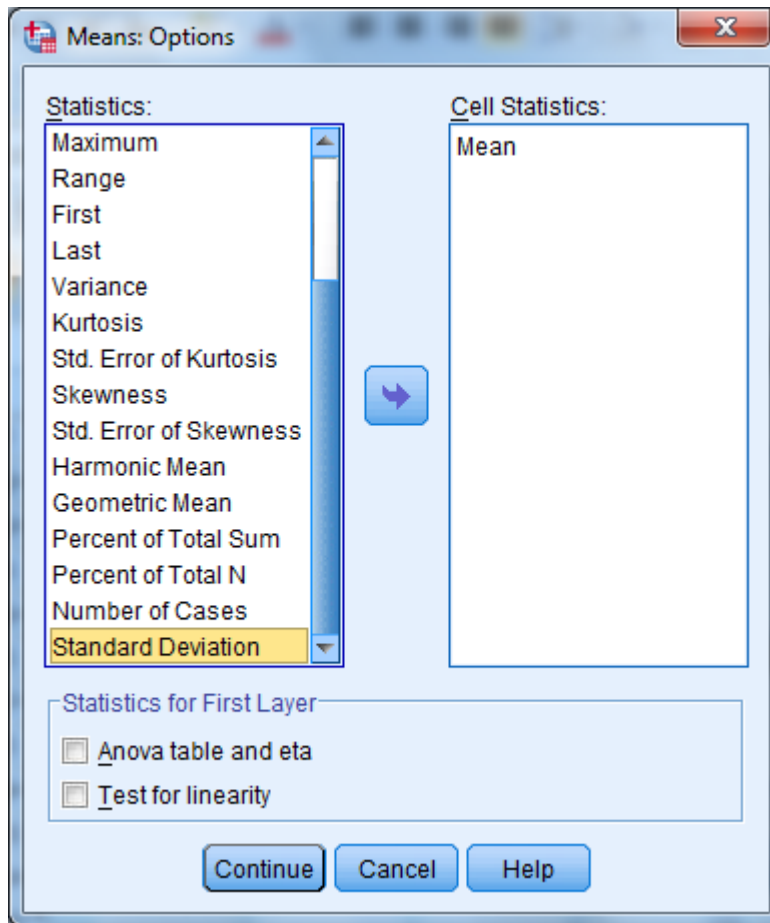 Means: Options
Statistics:
Maximum
Range
First
Last
Variance
Kurtosis
Std. Error of Kurtosis
Skewness
Std. Error of Skewness
Harmonic Mean
Geometric Mean
Percent of Total Sum
Percent of Total N
Number of Cases
Standard Deviation
Cell Statistics:
Mean
Statistics for First Layer
Anova table and eta
Test for linearity
Continue
Cancel
Help